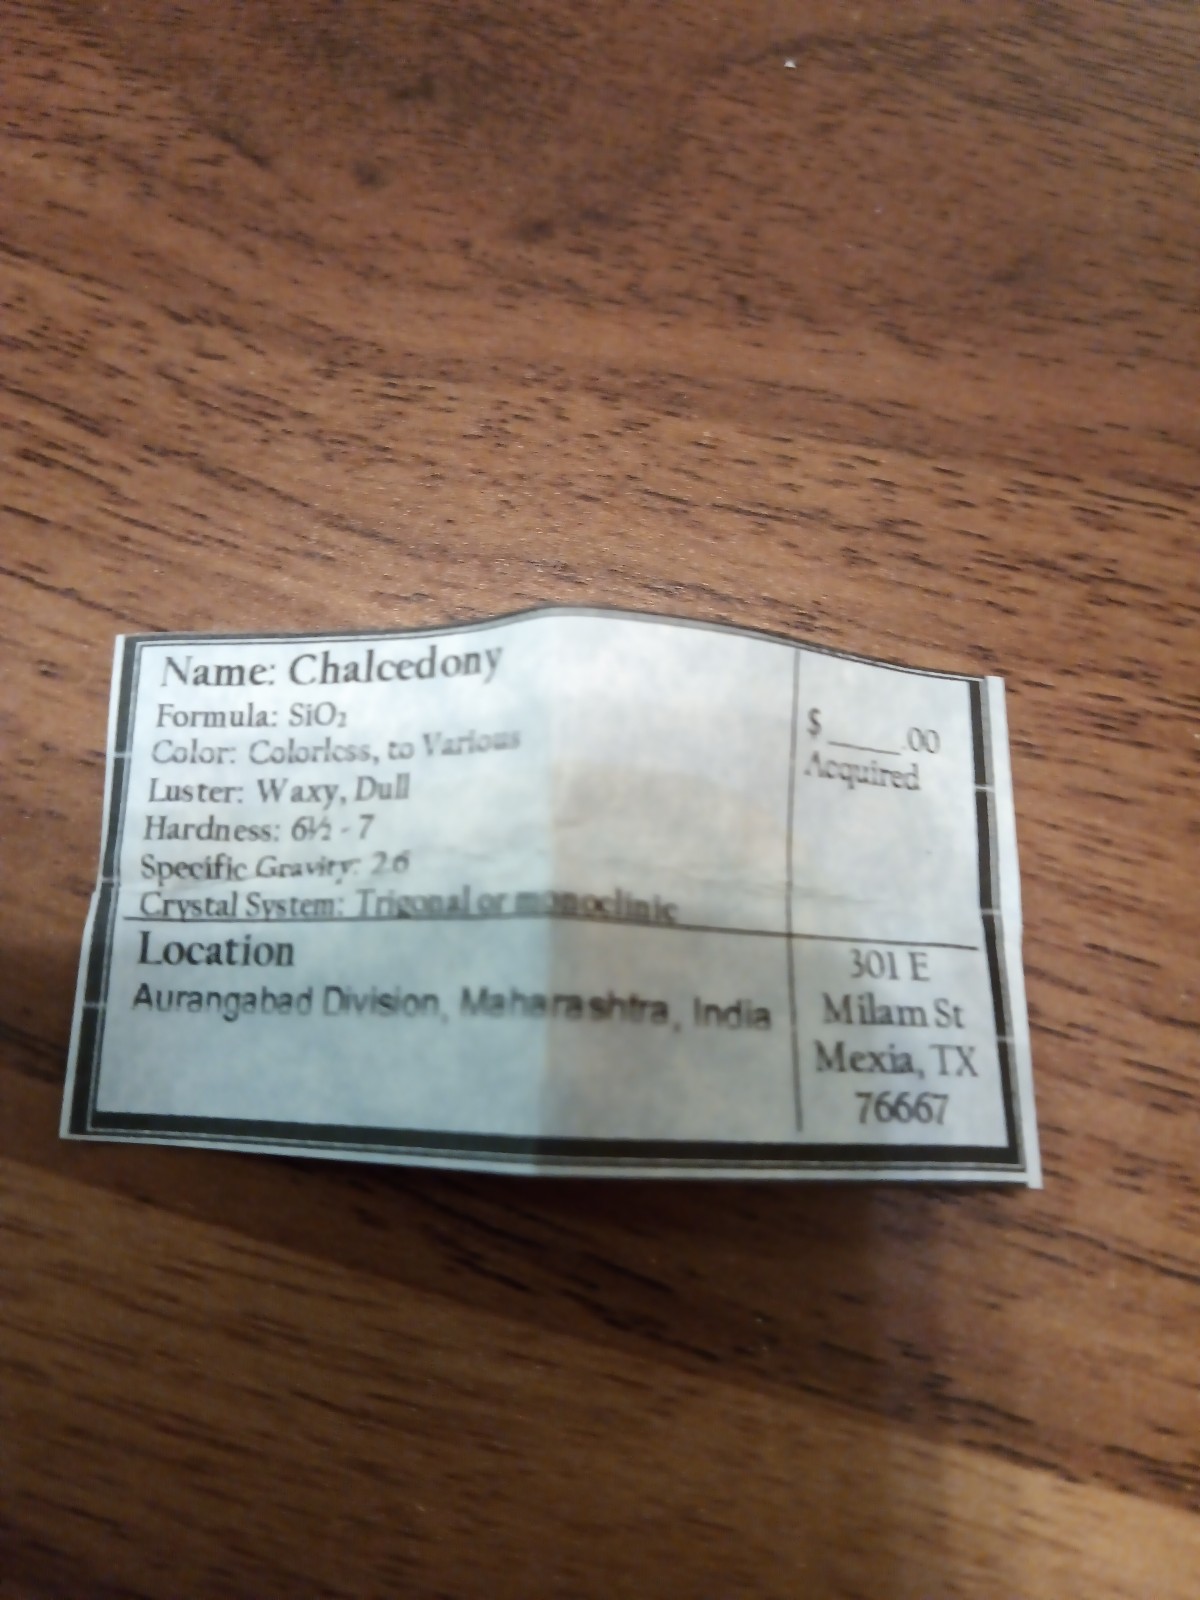 Name: Chalcedony
Formula: SiO₂
Color: Colorless, to Various
Luster: Waxy, Dull
Hardness: 6½ - 7
Specific Gravity: 2.6
Crystal System: Trigonal or monoclinic
$ _____.00
Acquired
Location
Aurangabad Division, Maharashtra, India
301 E
Milam St
Mexia, TX
76667